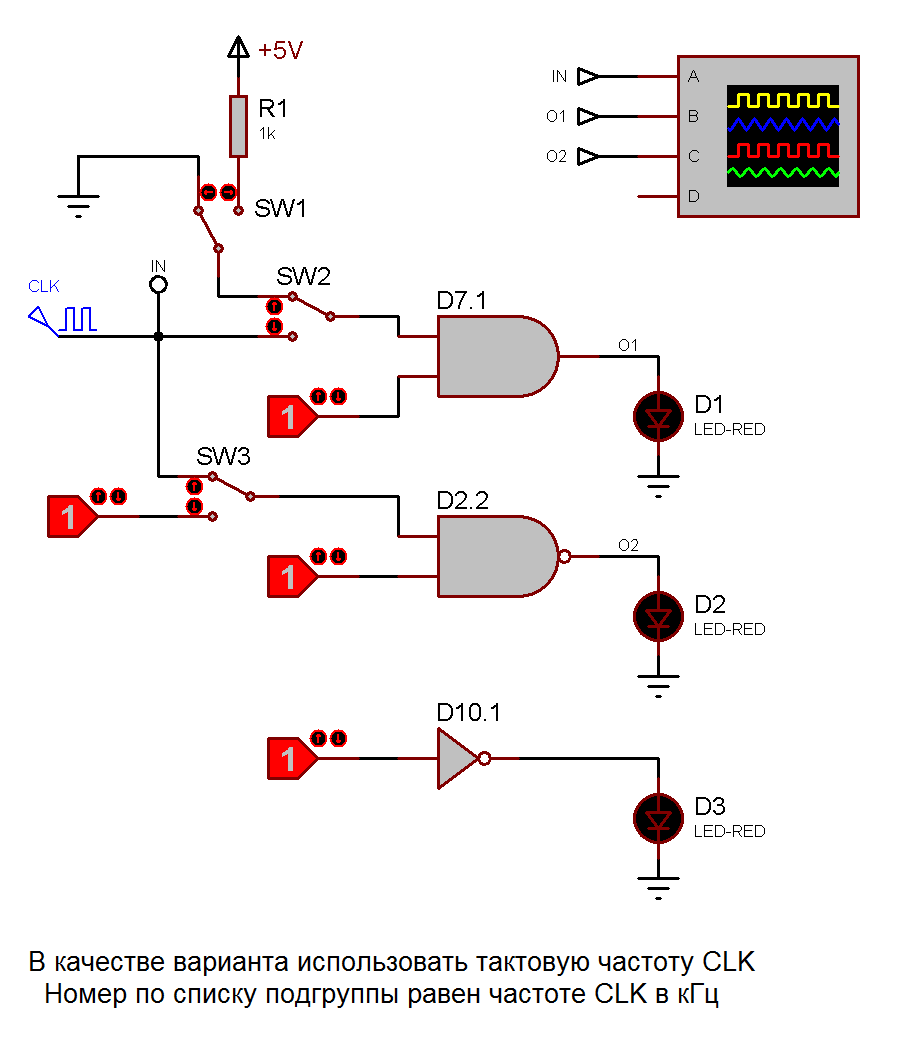 +5V
R1
1k
SW1
IN
A
O1
B
O2
C
D
CLK
IN
SW2
D7.1
O1
1
D1
LED-RED
SW3
1
D2.2
O2
1
D2
LED-RED
D10.1
1
D3
LED-RED
В качестве варианта использовать тактовую частоту CLK
Номер по списку подгруппы равен частоте CLK в кГц